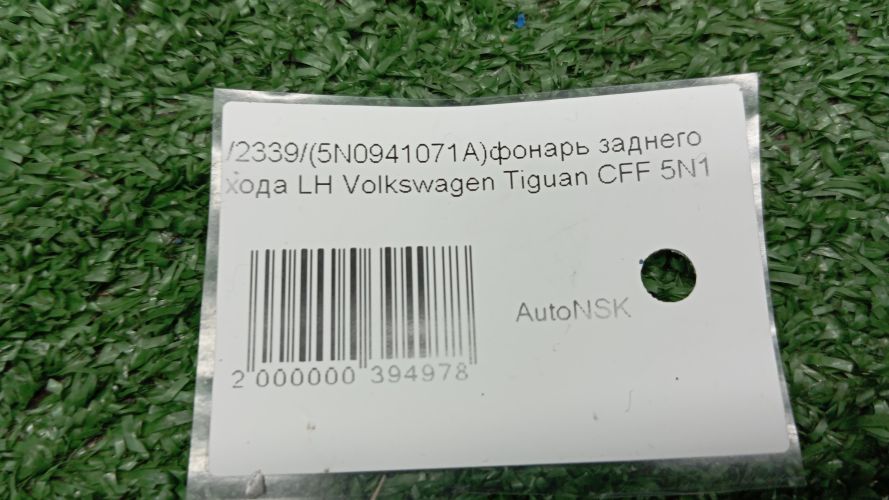 /2339/(5N0941071A)фонарь заднего
хода LH Volkswagen Tiguan CFF 5N1
AutoNSK
2 000000 394978